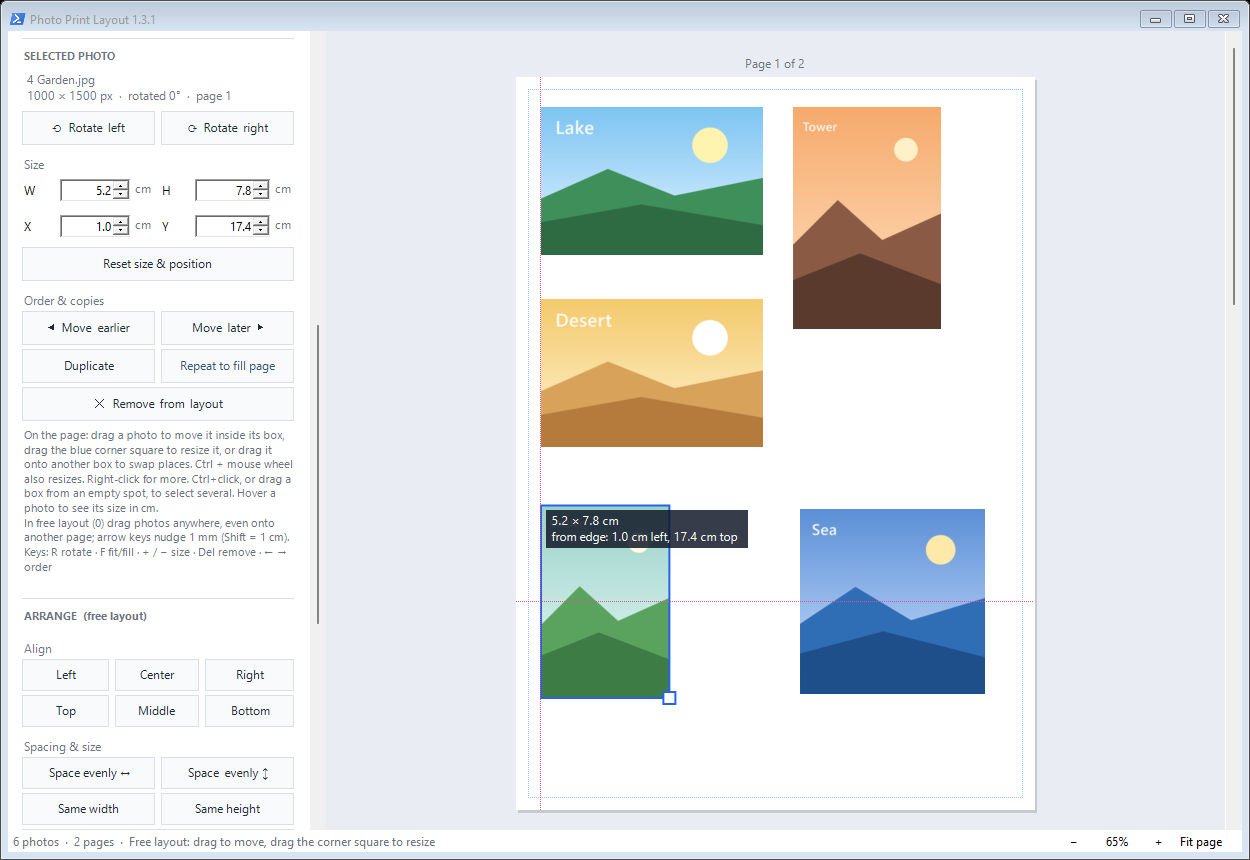 Photo Print Layout 1.3.1
SELECTED PHOTO
4 Garden.jpg
1000 × 1500 px · rotated 0° · page 1
⟲ Rotate left
⟳ Rotate right
Size
W 5.2 cm H 7.8 cm
X 1.0 cm Y 17.4 cm
Reset size & position
Order & copies
◄ Move earlier
Move later ►
Duplicate
Repeat to fill page
✕ Remove from layout
On the page: drag a photo to move it inside its box,
drag the blue corner square to resize it, or drag it
onto another box to swap places. Ctrl + mouse wheel
also resizes. Right-click for more. Ctrl+click, or drag a
box from an empty spot, to select several. Hover a
photo to see its size in cm.
In free layout (0) drag photos anywhere, even onto
another page; arrow keys nudge 1 mm (Shift = 1 cm).
Keys: R rotate · F fit/fill · + / − size · Del remove · ← →
order
ARRANGE (free layout)
Align
Left
Center
Right
Top
Middle
Bottom
Spacing & size
Space evenly ↔
Space evenly ↕
Same width
Same height
Page 1 of 2
Lake
Tower
Desert
5.2 × 7.8 cm
from edge: 1.0 cm left, 17.4 cm top
Sea
6 photos · 2 pages · Free layout: drag to move, drag the corner square to resize
− 65% + Fit page